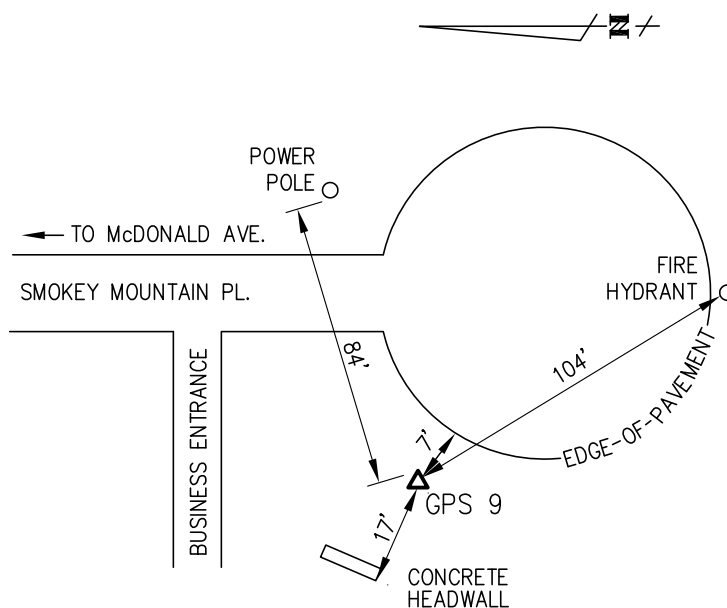 N
POWER
POLE
TO McDONALD AVE.
SMOKEY MOUNTAIN PL.
FIRE
HYDRANT
84'
104'
BUSINESS ENTRANCE
7'
EDGE-OF-PAVEMENT
GPS 9
17'
CONCRETE
HEADWALL